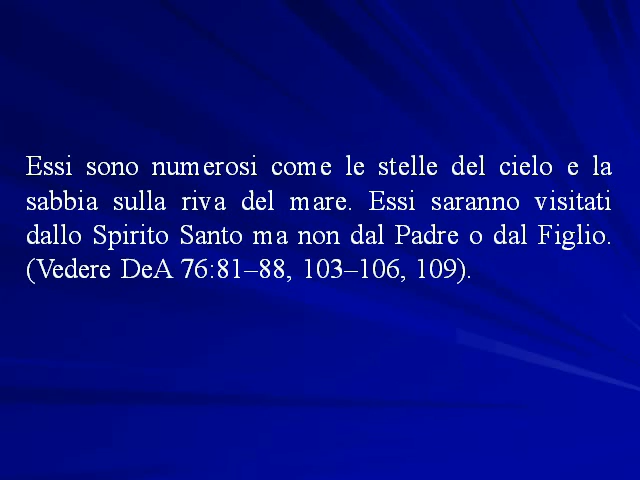 Essi sono numerosi come le stelle del cielo e la
sabbia sulla riva del mare. Essi saranno visitati
dallo Spirito Santo ma non dal Padre o dal Figlio.
(Vedere DeA 76:81–88, 103–106, 109).